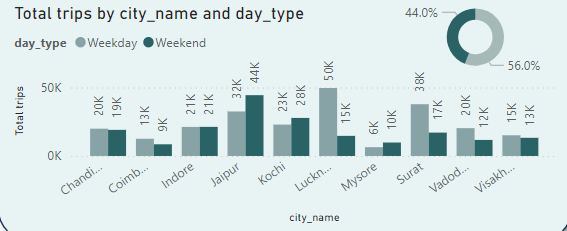 Total trips by city_name and day_type
day_type Weekday Weekend
44.0%
56.0%
Total trips
50K
0K
20K 19K 13K 9K 21K 21K 32K 44K 23K 28K 50K 15K 6K 10K 38K 17K 20K 12K 15K 13K
Chandi... Coimb... Indore Jaipur Kochi Luckn... Mysore Surat Vadod... Visakh...
city_name